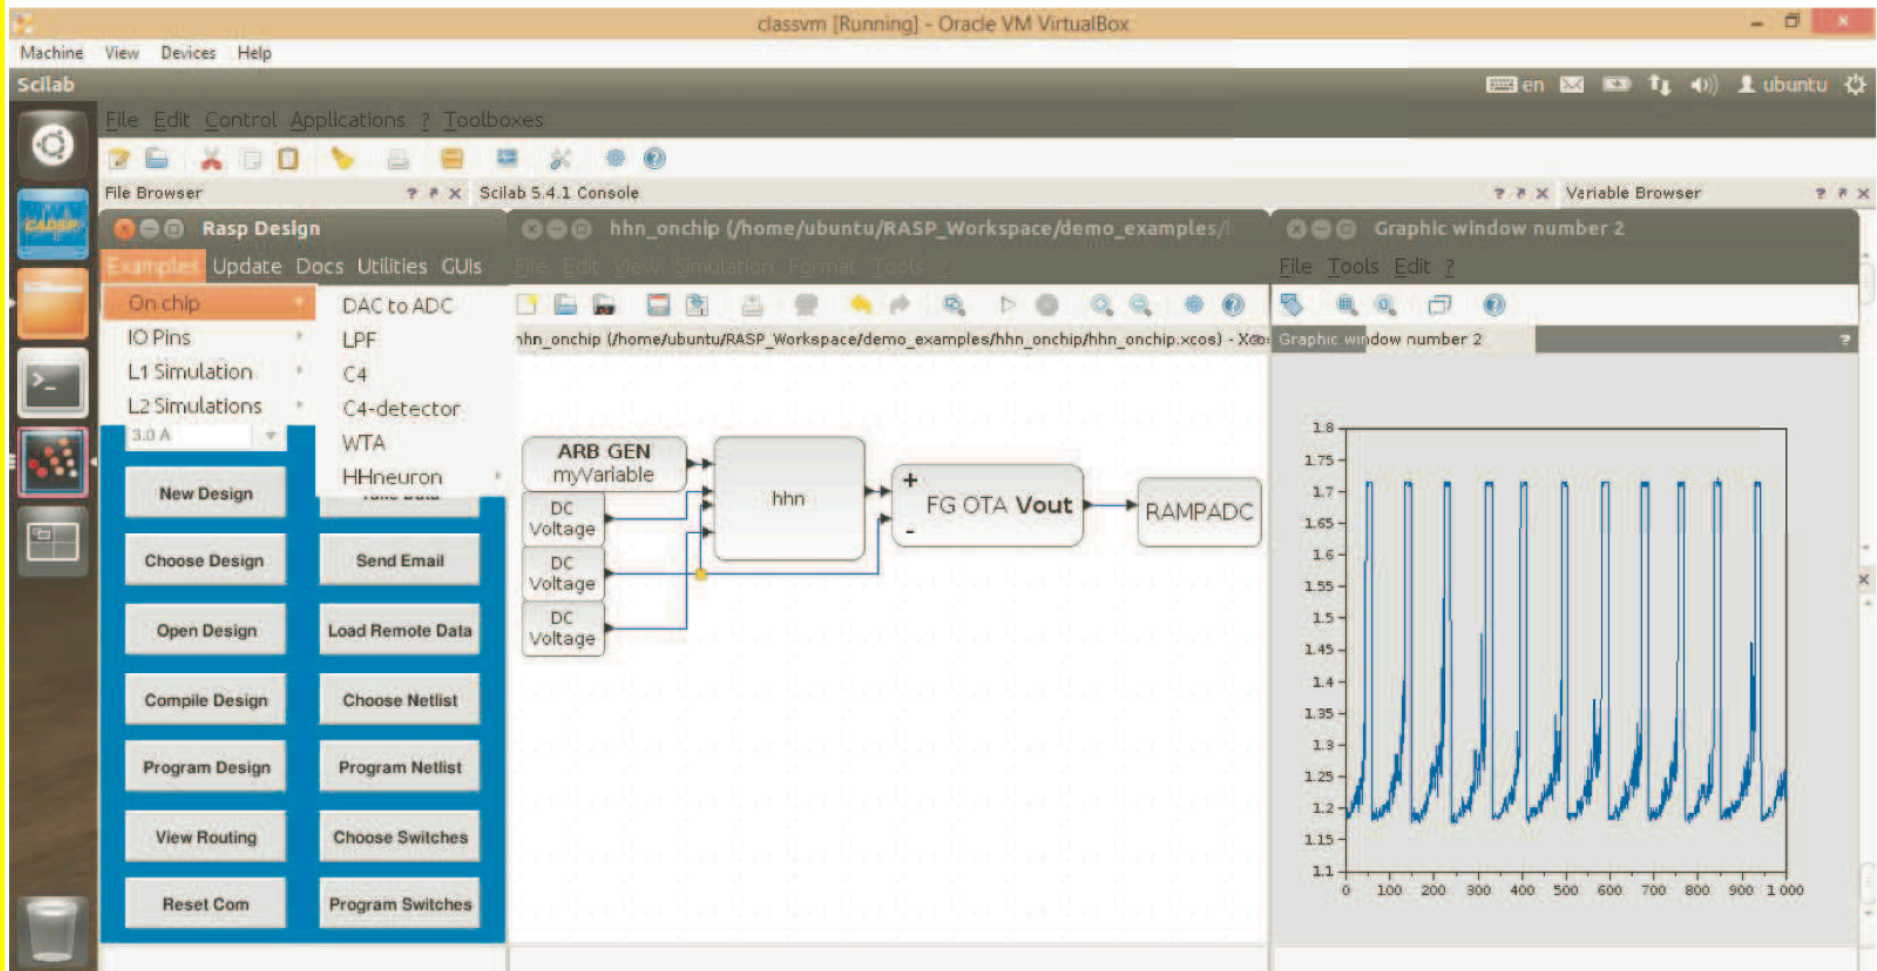 classvm [Running] - Oracle VM VirtualBox
Machine View Devices Help
Scilab
en
ubuntu
File Edit Control Applications ? Toolboxes
File Browser
Scilab 5.4.1 Console
Variable Browser
CADSP
Rasp Design
Examples Update Docs Utilities GUIs
On chip
IO Pins
L1 Simulation
L2 Simulations
DAC to ADC
LPF
C4
C4-detector
WTA
HHneuron
3.0 A
New Design
Take Data
Choose Design
Send Email
Open Design
Load Remote Data
Compile Design
Choose Netlist
Program Design
Program Netlist
View Routing
Choose Switches
Reset Com
Program Switches
hhn_onchip (/home/ubuntu/RASP_Workspace/demo_examples/
File Edit View Simulation Format Tools ?
hhn_onchip (/home/ubuntu/RASP_Workspace/demo_examples/hhn_onchip/hhn_onchip.xcos) -
ARB GEN
myVariable
DC
Voltage
DC
Voltage
DC
Voltage
hhn
+
FG OTA Vout
-
RAMPADC
Graphic window number 2
File Tools Edit ?
Graphic window number 2
1.8
1.75
1.7
1.65
1.6
1.55
1.5
1.45
1.4
1.35
1.3
1.25
1.2
1.15
1.1
0 100 200 300 400 500 600 700 800 900 1 000